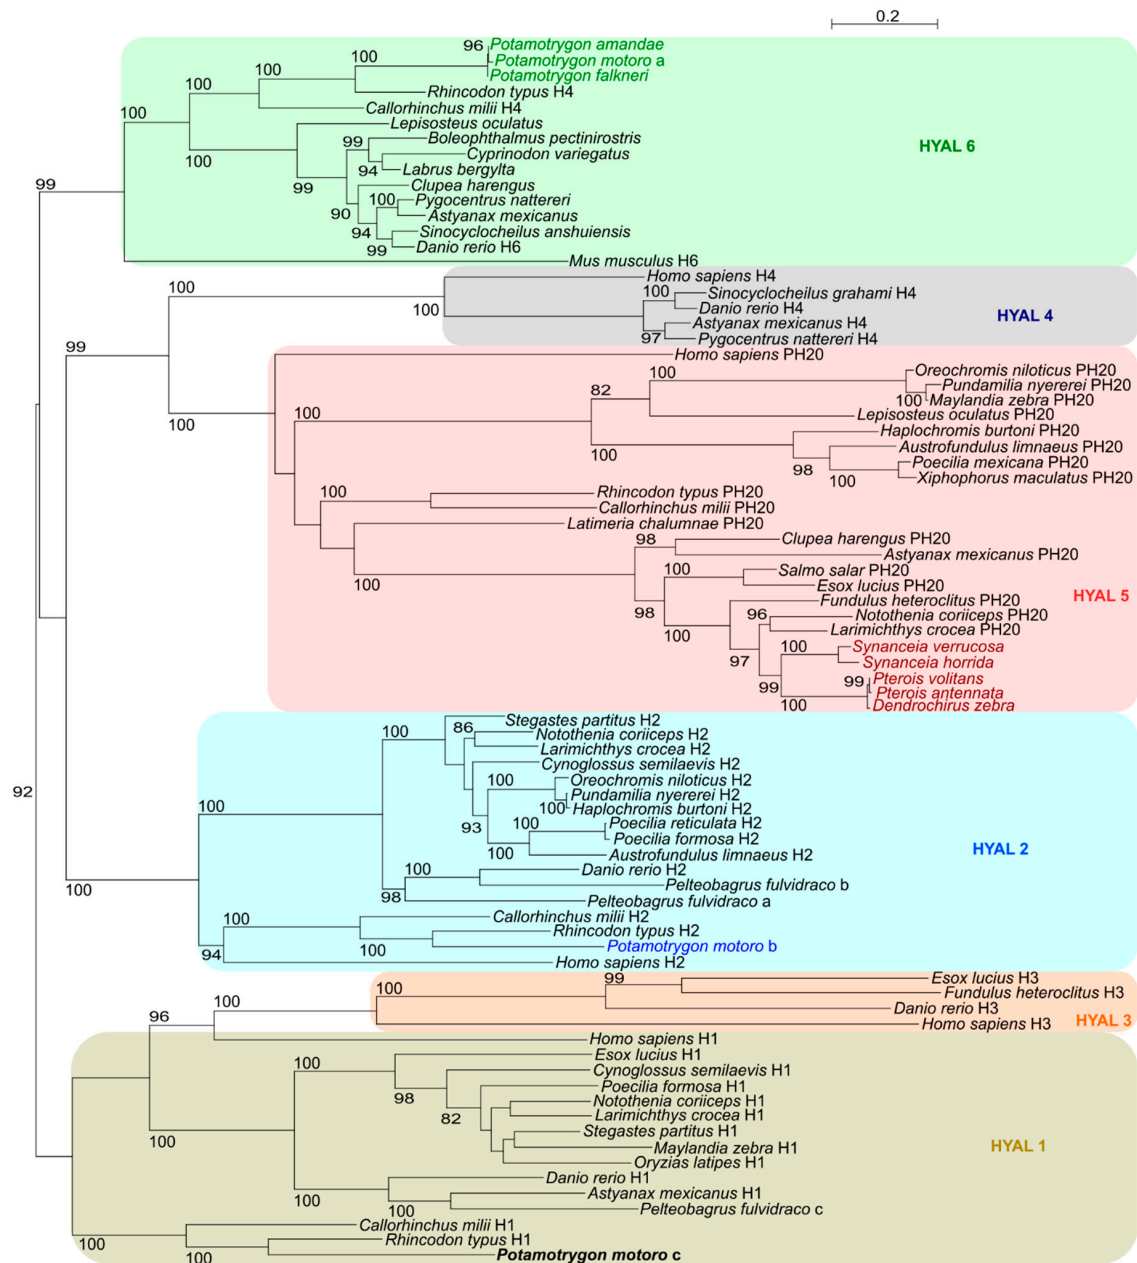 0.2
96
Potamotrygon amandae
100
Potamotrygon motoro a
100
Potamotrygon falkneri
100
Rhincodon typus H4
100
Callorhinchus milii H4
Lepisosteus oculatus
99
Boleophthalmus pectinirostris
HYAL 6
100
Cyprinodon variegatus
94
Labrus bergylta
99
99
Clupea harengus
100
Pygocentrus nattereri
90
Astyanax mexicanus
94
Sinocyclocheilus anshuiensis
99
Danio rerio H6
Mus musculus H6
Homo sapiens H4
100
100
Sinocyclocheilus grahami H4
100
Danio rerio H4
HYAL 4
Astyanax mexicanus H4
97
Pygocentrus nattereri H4
99
Homo sapiens PH20
100
Oreochromis niloticus PH20
82
Pundamilia nyererei PH20
100
Maylandia zebra PH20
100
100
Lepisosteus oculatus PH20
Haplochromis burtoni PH20
100
Austrofundulus limnaeus PH20
98
Poecilia mexicana PH20
100
Xiphophorus maculatus PH20
100
Rhincodon typus PH20
Callorhinchus milii PH20
Latimeria chalumnae PH20
98
Clupea harengus PH20
Astyanax mexicanus PH20
100
100
Salmo salar PH20
Esox lucius PH20
HYAL 5
98
Fundulus heteroclitus PH20
96
Notothenia coriiceps PH20
100
Larimichthys crocea PH20
97
100
Synanceia verrucosa
Synanceia horrida
99
99
Pterois volitans
Pterois antennata
100
Dendrochirus zebra
Stegastes partitus H2
100
86
Notothenia coriiceps H2
Larimichthys crocea H2
Cynoglossus semilaevis H2
92
100
Oreochromis niloticus H2
Pundamilia nyererei H2
100
100
Haplochromis burtoni H2
93
100
Poecilia reticulata H2
Poecilia formosa H2
100
Austrofundulus limnaeus H2
HYAL 2
100
Danio rerio H2
100
Pelteobagrus fulvidraco b
98
Pelteobagrus fulvidraco a
100
Callorhinchus milii H2
Rhincodon typus H2
94
100
Potamotrygon motoro b
Homo sapiens H2
99
Esox lucius H3
100
100
Fundulus heteroclitus H3
Danio rerio H3
96
Homo sapiens H3
HYAL 3
Homo sapiens H1
100
Esox lucius H1
Cynoglossus semilaevis H1
98
Poecilia formosa H1
Notothenia coriiceps H1
82
Larimichthys crocea H1
100
Stegastes partitus H1
Maylandia zebra H1
HYAL 1
Oryzias latipes H1
Danio rerio H1
100
Astyanax mexicanus H1
100
Pelteobagrus fulvidraco c
Callorhinchus milii H1
100
Rhincodon typus H1
100
Potamotrygon motoro c